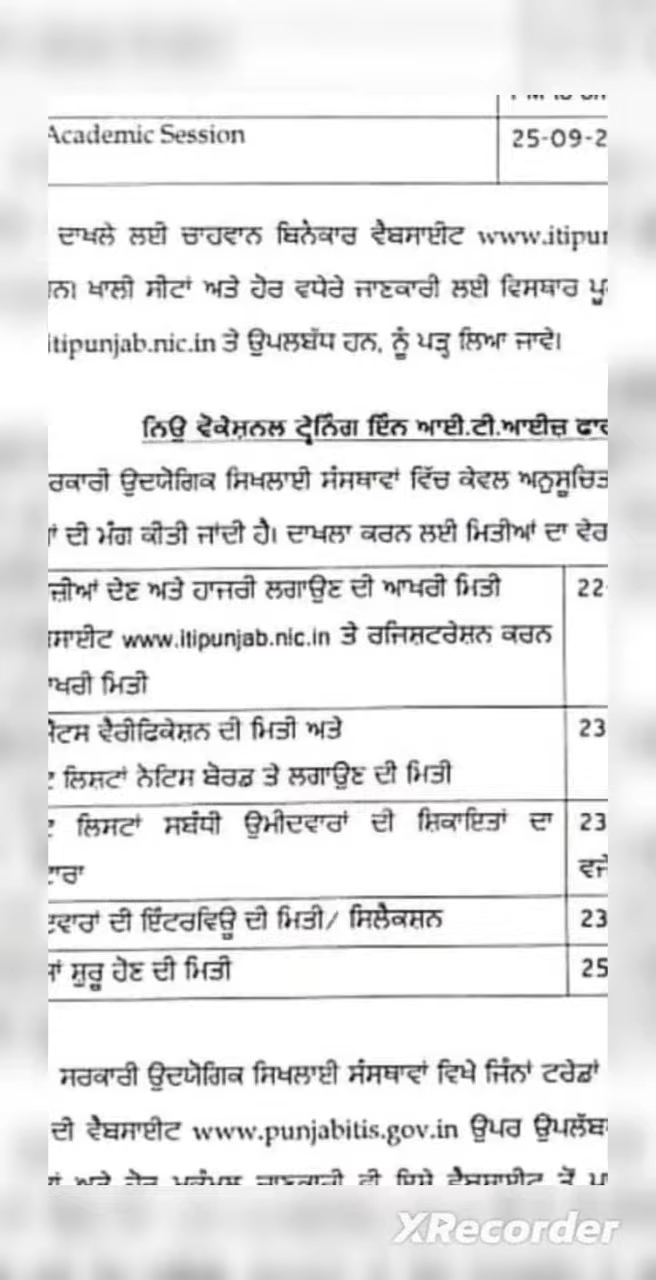 Academic Session
25-09-2
ਦਾਖਲੇ ਲਈ ਚਾਹਵਾਨ ਬਿਨੇਕਾਰ ਵੈਬਸਾਈਟ www.itipu
ਖਾਲੀ ਸੀਟਾਂ ਅਤੇ ਹੋਰ ਵਧੇਰੇ ਜਾਣਕਾਰੀ ਲਈ ਵਿਸਥਾਰ ਪੂ
itipunjab.nic.in ਤੇ ਉਪਲਬੱਧ ਹਨ, ਨੂੰ ਪੜ੍ਹ ਲਿਆ ਜਾਵੇ।
ਨਿਉ ਵੋਕੇਸ਼ਨਲ ਟ੍ਰੇਨਿੰਗ ਇੰਨ ਆਈ.ਟੀ.ਆਈਜ਼ ਫਾਰ
ਰਕਾਰੀ ਉਦਯੋਗਿਕ ਸਿਖਲਾਈ ਸੰਸਥਾਵਾਂ ਵਿੱਚ ਕੇਵਲ ਅਨੁਸੂਚਿਤ
ਦੀ ਮੰਗ ਕੀਤੀ ਜਾਂਦੀ ਹੈ। ਦਾਖਲਾ ਕਰਨ ਲਈ ਮਿਤੀਆਂ ਦਾ ਵੇਰ
ਜ਼ੀਆਂ ਦੇਣ ਅਤੇ ਹਾਜਰੀ ਲਗਾਉਣ ਦੀ ਆਖਰੀ ਮਿਤੀ
22-
ਸਾਈਟ www.itipunjab.nic.in ਤੇ ਰਜਿਸ਼ਟਰੇਸ਼ਨ ਕਰਨ
ਖਰੀ ਮਿਤੀ
ਮੈਂਟਸ ਵੈਰੀਫਿਕੇਸ਼ਨ ਦੀ ਮਿਤੀ ਅਤੇ
23
ਲਿਸਟਾਂ ਨੋਟਿਸ ਬੋਰਡ ਤੇ ਲਗਾਉਣ ਦੀ ਮਿਤੀ
ਲਿਸਟਾਂ ਸਬੰਧੀ ਉਮੀਦਵਾਰਾਂ ਦੀ ਸ਼ਿਕਾਇਤਾਂ ਦਾ
23
ਟਾਰਾ
ਵਜੇ
ਦਵਾਰਾਂ ਦੀ ਇੰਟਰਵਿਊ ਦੀ ਮਿਤੀ/ ਸਿਲੈਕਸ਼ਨ
23
ਸ਼ੁਰੂ ਹੋਣ ਦੀ ਮਿਤੀ
25
ਸਰਕਾਰੀ ਉਦਯੋਗਿਕ ਸਿਖਲਾਈ ਸੰਸਥਾਵਾਂ ਵਿਖੇ ਜਿੰਨਾਂ ਟਰੇਡਾਂ
ਦੀ ਵੈਬਸਾਈਟ www.punjabitis.gov.in ਉਪਰ ਉਪਲੱਬ
XRecorder